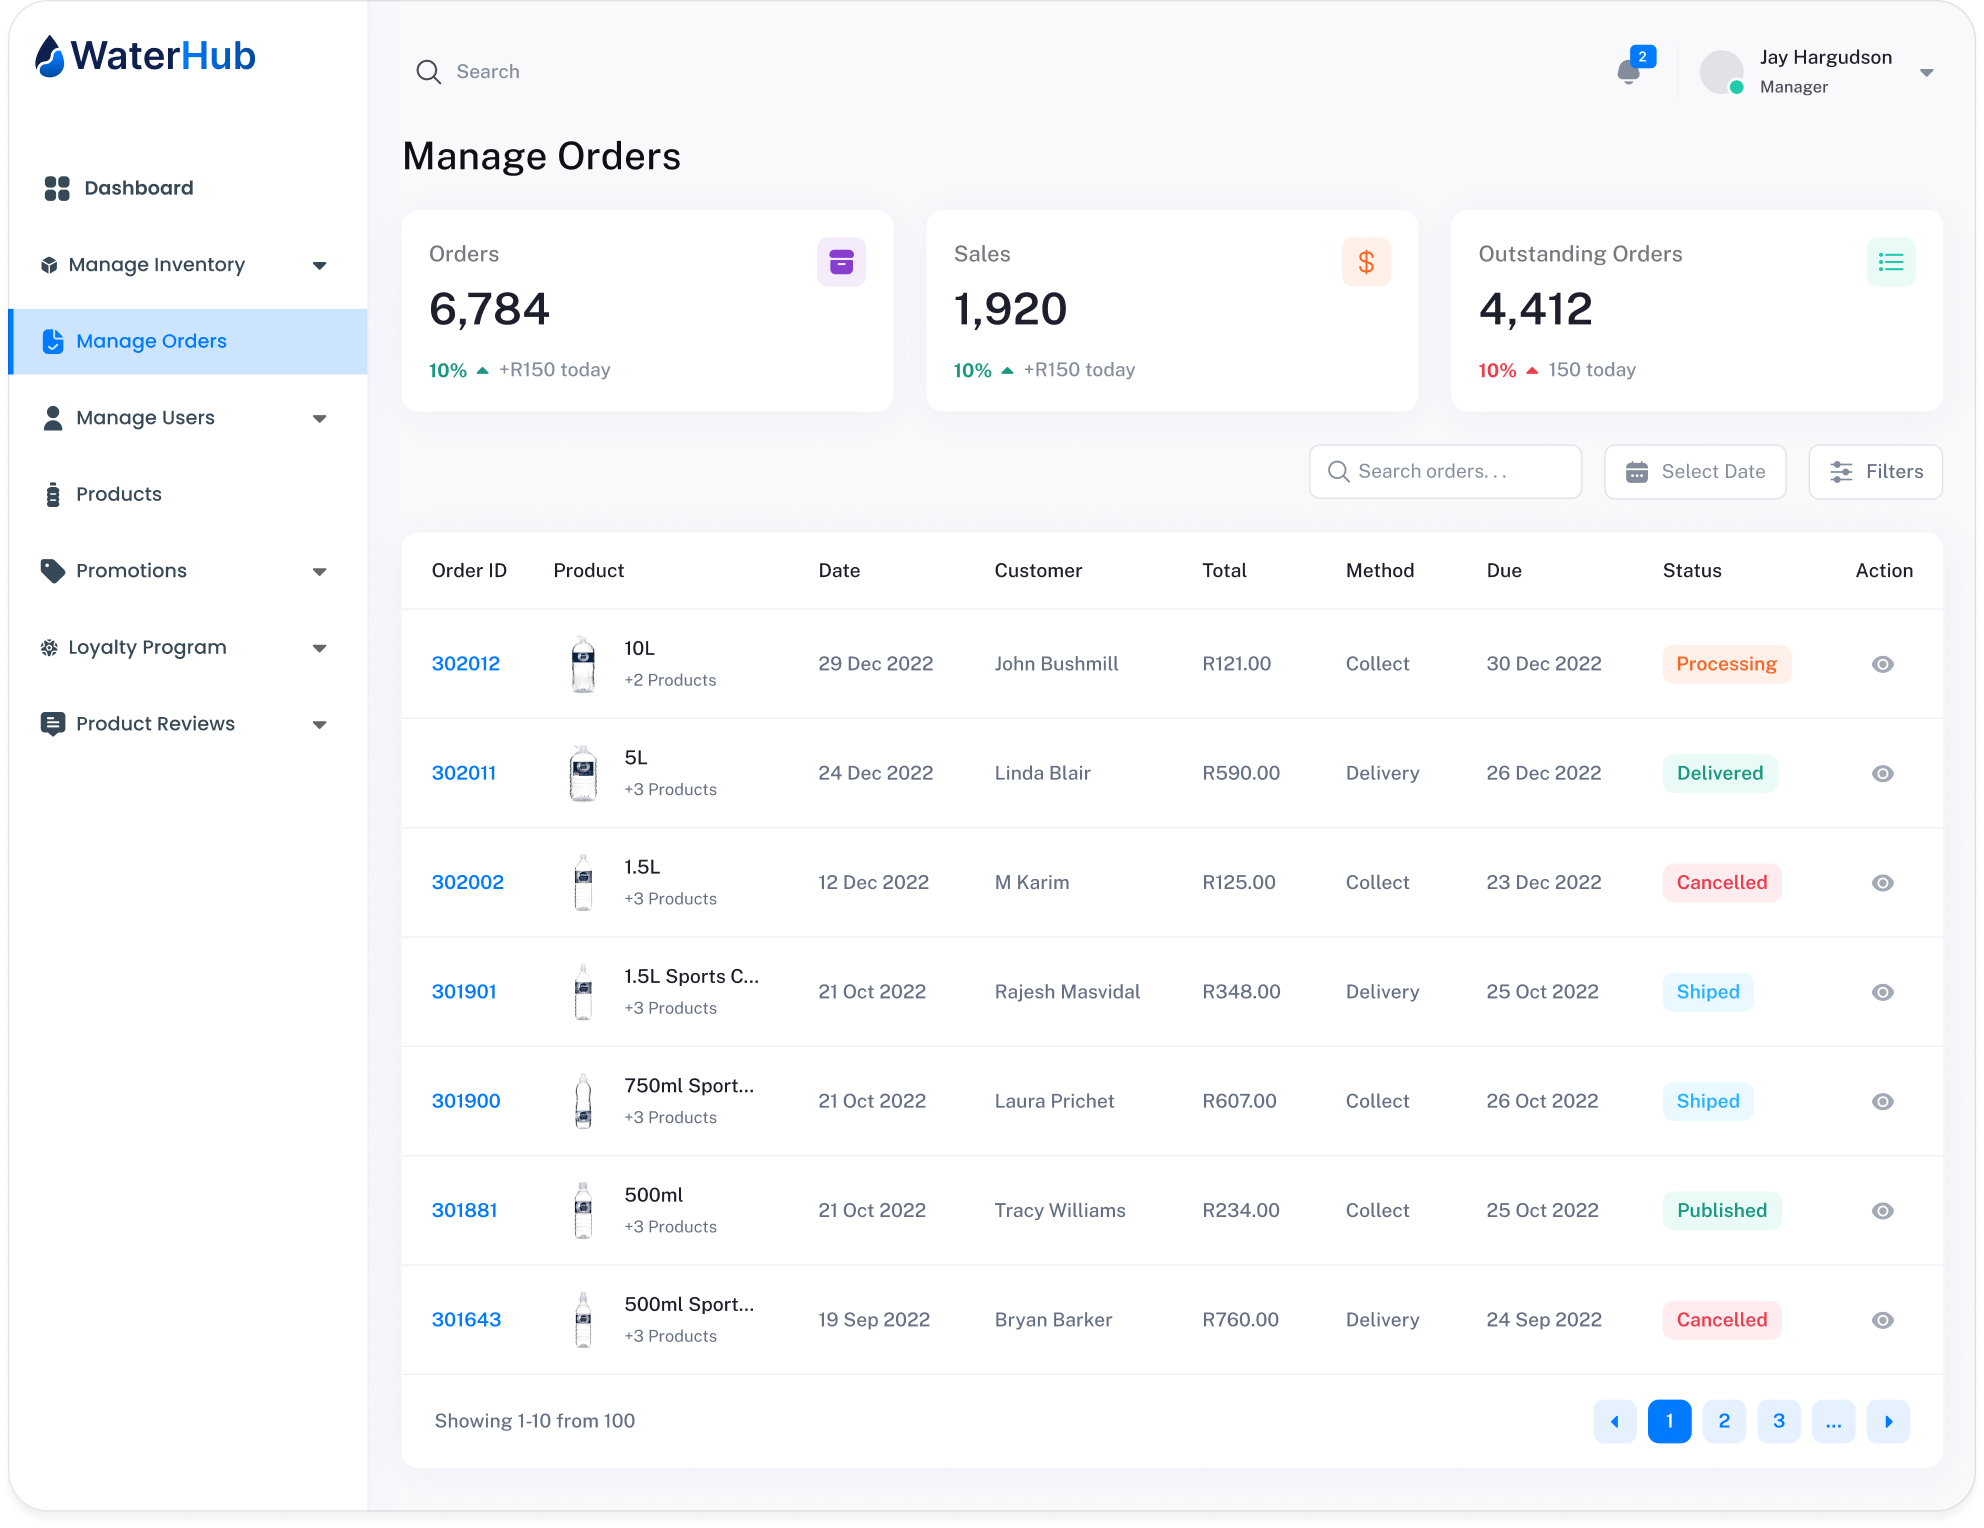 WaterHub
Search
2
Jay Hargudson
Manager
Dashboard
Manage Inventory
Manage Orders
Manage Users
Products
Promotions
Loyalty Program
Product Reviews
Manage Orders
Orders
6,784
10% +R150 today
Sales
1,920
10% +R150 today
Outstanding Orders
4,412
10% 150 today
Search orders. . .
Select Date
Filters
Order ID Product Date Customer Total Method Due Status Action
302012 10L +2 Products 29 Dec 2022 John Bushmill R121.00 Collect 30 Dec 2022 Processing
302011 5L +3 Products 24 Dec 2022 Linda Blair R590.00 Delivery 26 Dec 2022 Delivered
302002 1.5L +3 Products 12 Dec 2022 M Karim R125.00 Collect 23 Dec 2022 Cancelled
301901 1.5L Sports C... +3 Products 21 Oct 2022 Rajesh Masvidal R348.00 Delivery 25 Oct 2022 Shiped
301900 750ml Sport... +3 Products 21 Oct 2022 Laura Prichet R607.00 Collect 26 Oct 2022 Shiped
301881 500ml +3 Products 21 Oct 2022 Tracy Williams R234.00 Collect 25 Oct 2022 Published
301643 500ml Sport... +3 Products 19 Sep 2022 Bryan Barker R760.00 Delivery 24 Sep 2022 Cancelled
Showing 1-10 from 100
1 2 3 ...